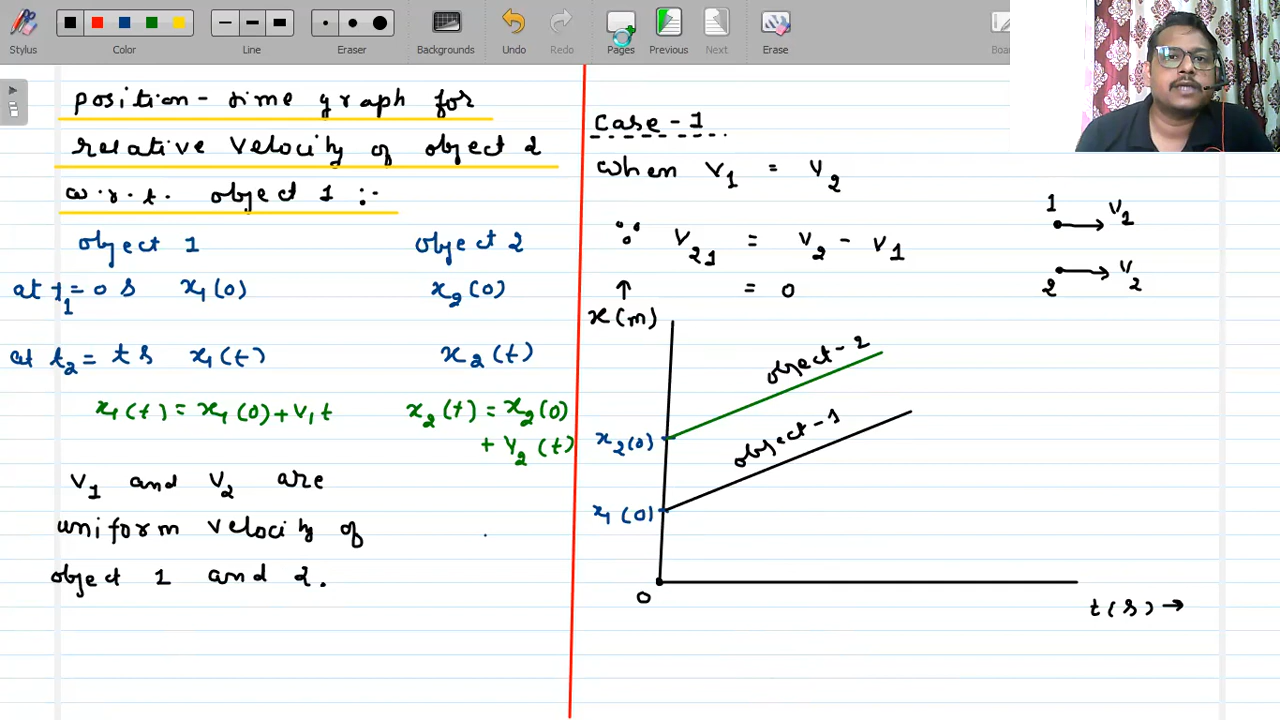 Stylus
Color
Line
Eraser
Backgrounds
Undo
Redo
Pages
Previous
Next
Erase
Boar
position-time graph for
relative velocity of object 2
w.r.t. object 1 :-
object 1 object 2
at t1 = 0 s x1(0) x2(0)
at t2 = t s x1(t) x2(t)
x1(t) = x1(0) + v1t x2(t) = x2(0)
+ v2(t)
v1 and v2 are
uniform velocity of
object 1 and 2.
Case-1
when v1 = v2
∵ v21 = v2 - v1
= 0
1 v1
2 v2
↑
x(m)
object-2
object-1
x2(0)
x1(0)
0
t(s) →